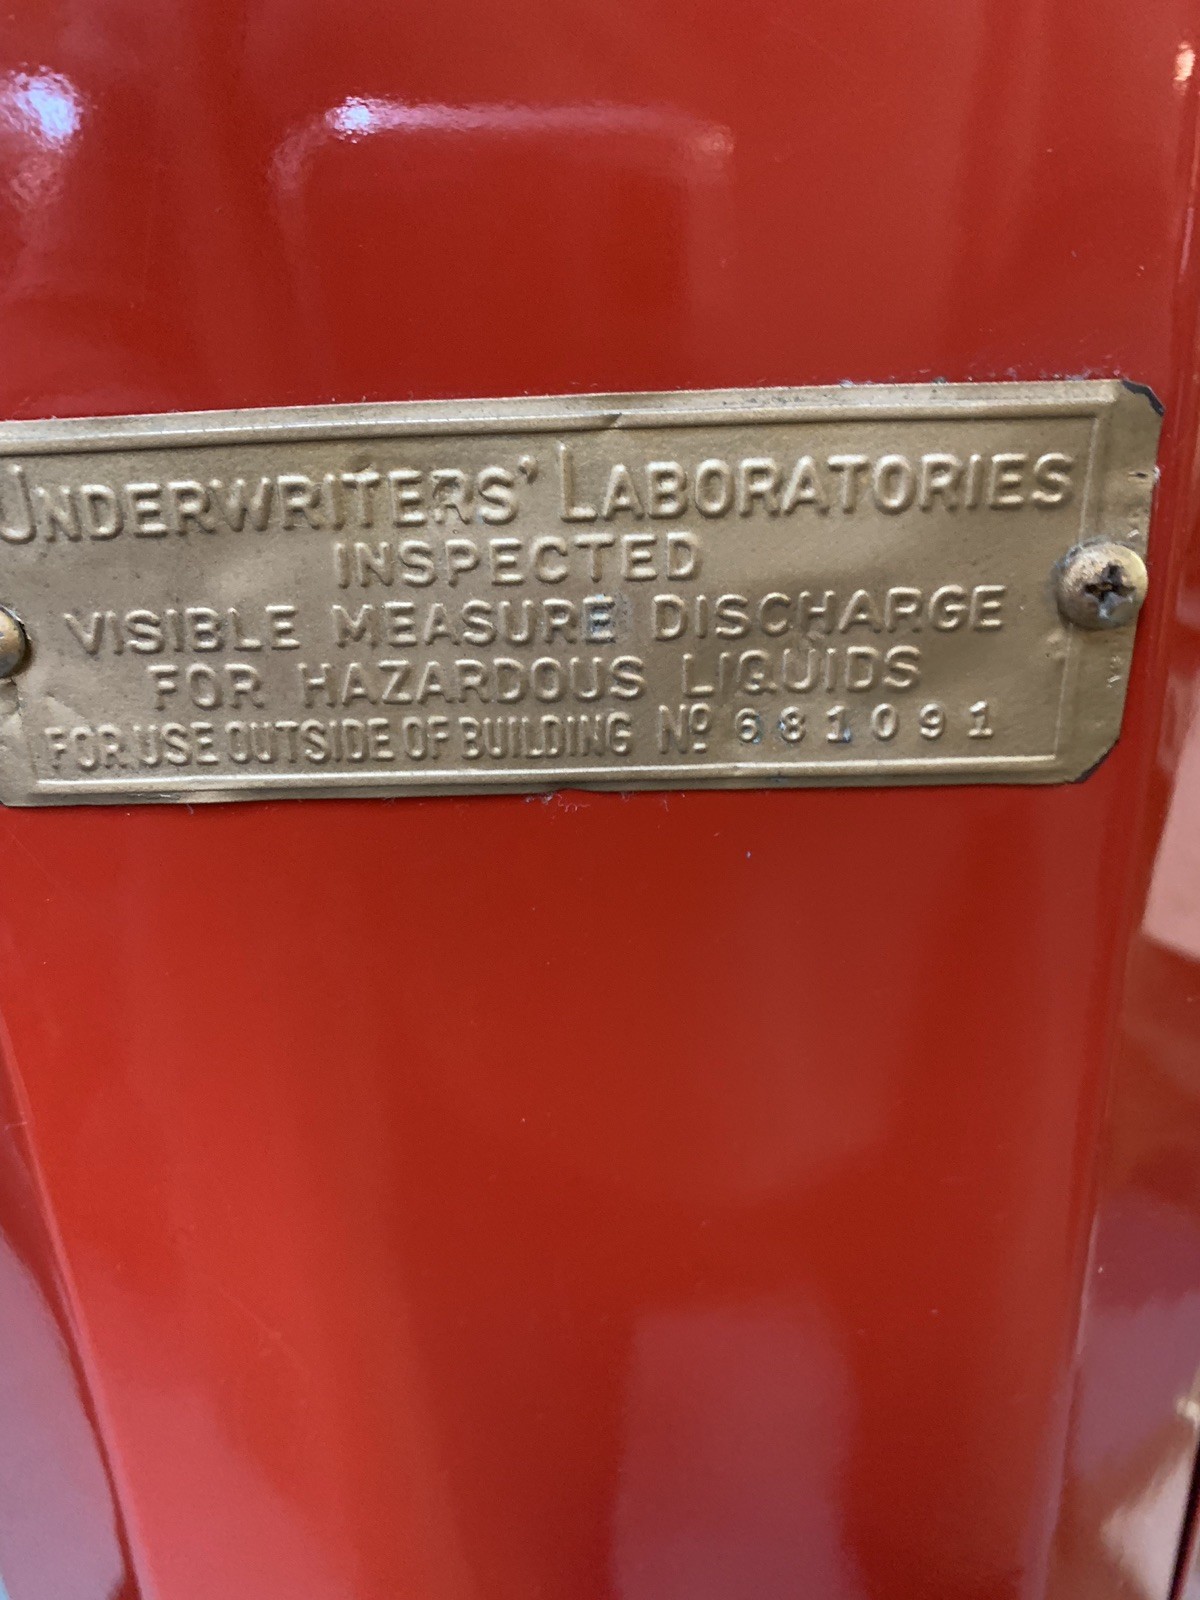 UNDERWRITERS' LABORATORIES
INSPECTED
VISIBLE MEASURE DISCHARGE
FOR HAZARDOUS LIQUIDS
FOR USE OUTSIDE OF BUILDING Nº 681091